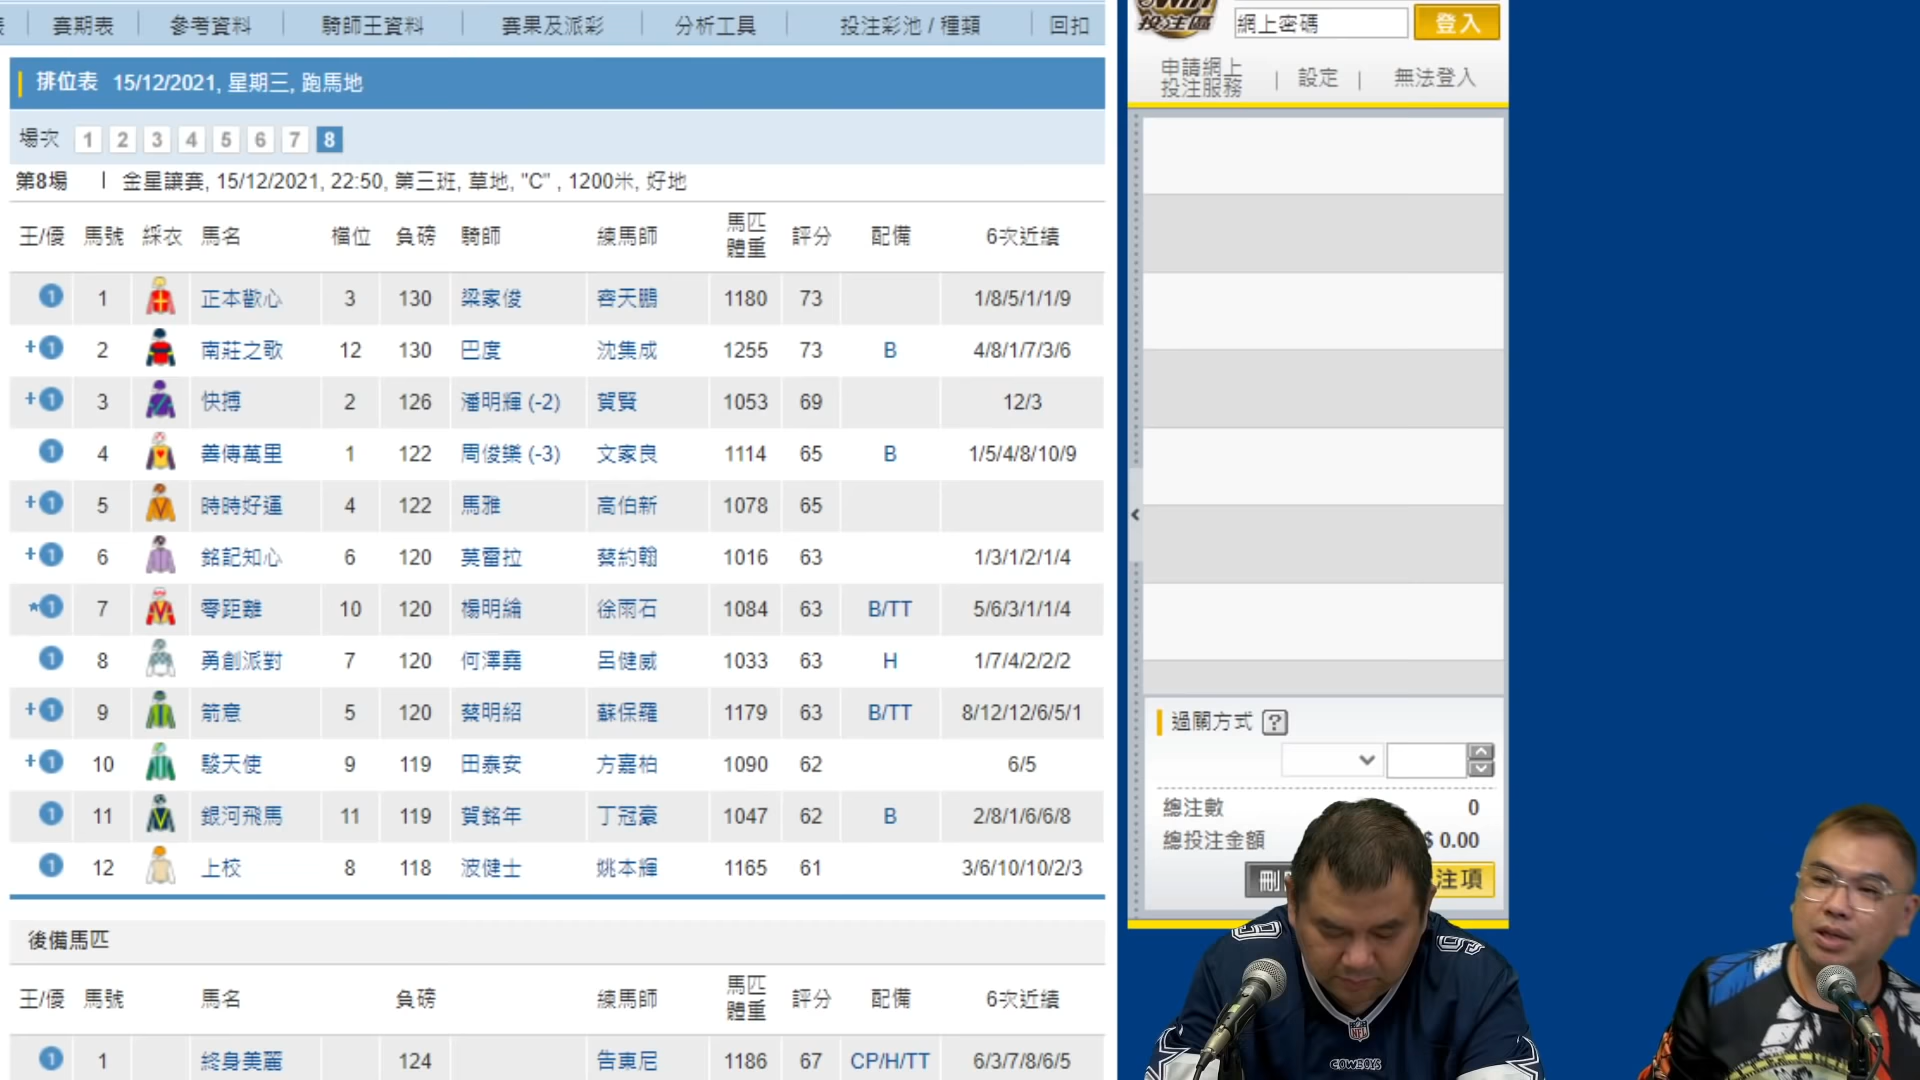 賽期表 參考資料 騎師王資料 賽果及派彩 分析工具 投注彩池 / 種類 回扣
排位表 15/12/2021, 星期三, 跑馬地
場次 1 2 3 4 5 6 7 8
第8場 | 金星讓賽, 15/12/2021, 22:50, 第三班, 草地, "C" , 1200米, 好地
王/優 馬號 綵衣 馬名 檔位 負磅 騎師 練馬師 馬匹體重 評分 配備 6次近績
1 1 正本歡心 3 130 梁家俊 容天鵬 1180 73 1/8/5/1/1/9
+1 2 南莊之歌 12 130 巴度 沈集成 1255 73 B 4/8/1/7/3/6
+1 3 快搏 2 126 潘明輝 (-2) 賀賢 1053 69 12/3
1 4 善傳萬里 1 122 周俊樂 (-3) 文家良 1114 65 B 1/5/4/8/10/9
+1 5 時時好運 4 122 馬雅 高伯新 1078 65
+1 6 銘記知心 6 120 莫雷拉 蔡約翰 1016 63 1/3/1/2/1/4
*1 7 零距離 10 120 楊明綸 徐雨石 1084 63 B/TT 5/6/3/1/1/4
1 8 勇創派對 7 120 何澤堯 呂健威 1033 63 H 1/7/4/2/2/2
+1 9 箭意 5 120 蔡明紹 蘇保羅 1179 63 B/TT 8/12/12/6/5/1
+1 10 駿天使 9 119 田泰安 方嘉柏 1090 62 6/5
1 11 銀河飛馬 11 119 賀銘年 丁冠豪 1047 62 B 2/8/1/6/6/8
1 12 上校 8 118 波健士 姚本輝 1165 61 3/6/10/10/2/3
後備馬匹
王/優 馬號 馬名 負磅 練馬師 馬匹體重 評分 配備 6次近績
1 1 終身美麗 124 告東尼 1186 67 CP/H/TT 6/3/7/8/6/5
投注區
網上密碼 登入
申請網上投注服務 | 設定 | 無法登入
過關方式 ?
總注數 0
總投注金額 $ 0.00
刪 注項
NFL
COWBOYS